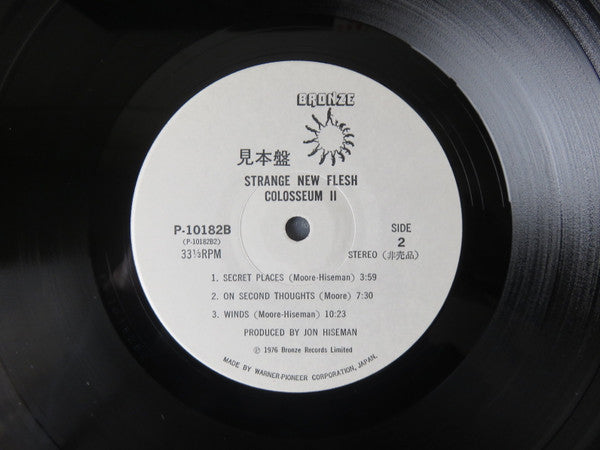 BRONZE
見本盤
STRANGE NEW FLESH
COLOSSEUM II
P-10182B
(P-10182B2)
33⅓RPM
SIDE
2
STEREO (非売品)
1. SECRET PLACES (Moore-Hiseman) 3:59
2. ON SECOND THOUGHTS (Moore) 7:30
3. WINDS (Moore-Hiseman) 10:23
PRODUCED BY JON HISEMAN
Ⓟ 1976 Bronze Records Limited
MADE BY WARNER-PIONEER CORPORATION, JAPAN.